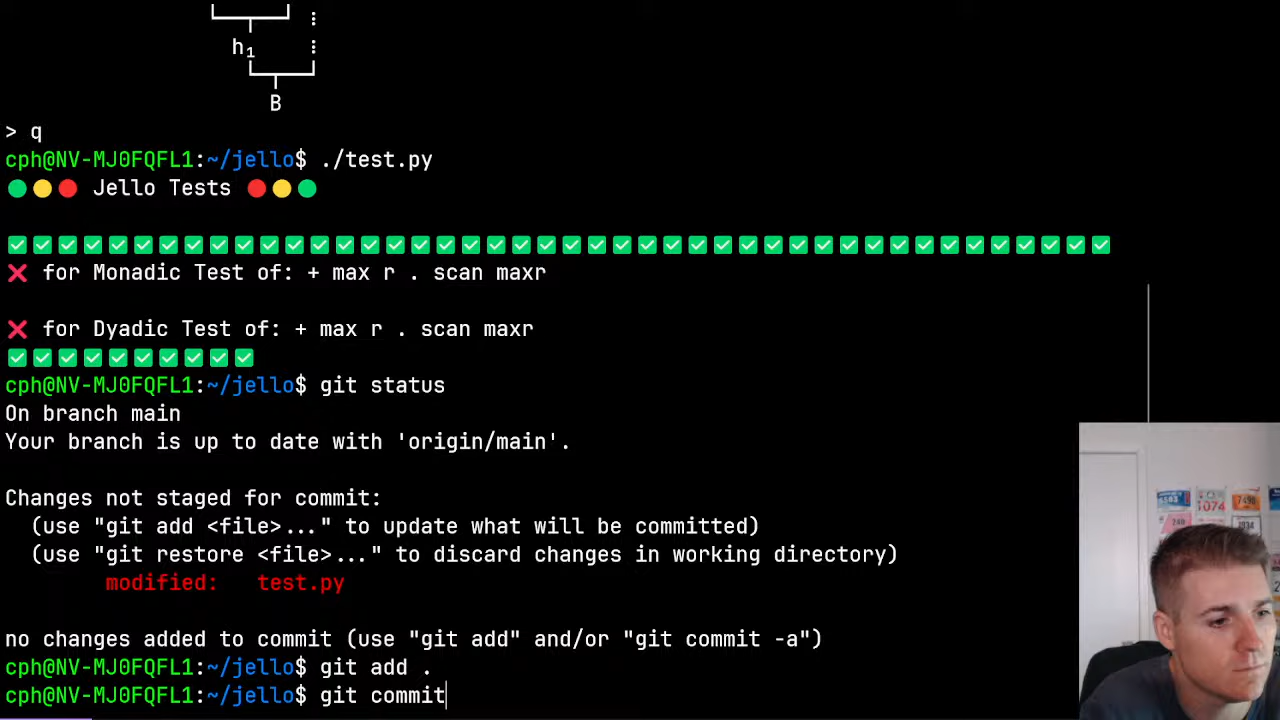 h₁
B
> q
cph@NV-MJ0FQFL1:~/jello$ ./test.py
🟢🟡🔴 Jello Tests 🔴🟡🟢
✅✅✅✅✅✅✅✅✅✅✅✅✅✅✅✅✅✅✅✅✅✅✅✅✅✅✅✅✅✅✅✅✅✅✅✅✅✅✅✅✅✅✅✅
❌ for Monadic Test of: + max r . scan maxr
❌ for Dyadic Test of: + max r . scan maxr
✅✅✅✅✅✅✅✅✅✅
cph@NV-MJ0FQFL1:~/jello$ git status
On branch main
Your branch is up to date with 'origin/main'.
Changes not staged for commit:
(use "git add <file>..." to update what will be committed)
(use "git restore <file>..." to discard changes in working directory)
modified: test.py
no changes added to commit (use "git add" and/or "git commit -a")
cph@NV-MJ0FQFL1:~/jello$ git add .
cph@NV-MJ0FQFL1:~/jello$ git commit
1074